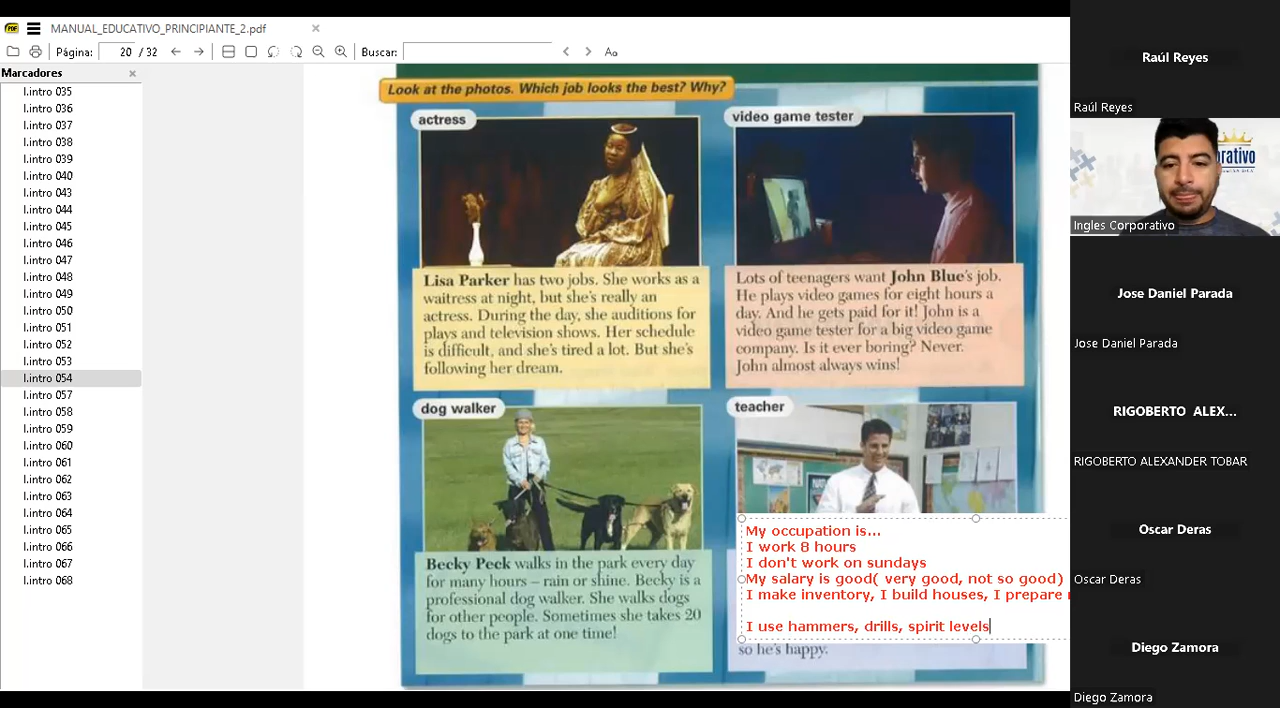 MANUAL_EDUCATIVO_PRINCIPIANTE_2.pdf
Página: 20 / 32
Buscar:
Aa
Marcadores
I.intro 035
I.intro 036
I.intro 037
I.intro 038
I.intro 039
I.intro 040
I.intro 043
I.intro 044
I.intro 045
I.intro 046
I.intro 047
I.intro 048
I.intro 049
I.intro 050
I.intro 051
I.intro 052
I.intro 053
I.intro 054
I.intro 057
I.intro 058
I.intro 059
I.intro 060
I.intro 061
I.intro 062
I.intro 063
I.intro 064
I.intro 065
I.intro 066
I.intro 067
I.intro 068
Look at the photos. Which job looks the best? Why?
actress
Lisa Parker has two jobs. She works as a
waitress at night, but she's really an
actress. During the day, she auditions for
plays and television shows. Her schedule
is difficult, and she's tired a lot. But she's
following her dream.
video game tester
Lots of teenagers want John Blue's job.
He plays video games for eight hours a
day. And he gets paid for it! John is a
video game tester for a big video game
company. Is it ever boring? Never.
John almost always wins!
dog walker
Becky Peck walks in the park every day
for many hours – rain or shine. Becky is a
professional dog walker. She walks dogs
for other people. Sometimes she takes 20
dogs to the park at one time!
teacher
My occupation is...
I work 8 hours
I don't work on sundays
My salary is good( very good, not so good)
I make inventory, I build houses, I prepare
I use hammers, drills, spirit levels
so he's happy.
Raúl Reyes
Raúl Reyes
Ingles Corporativo
Jose Daniel Parada
Jose Daniel Parada
RIGOBERTO ALEX...
RIGOBERTO ALEXANDER TOBAR
Oscar Deras
Oscar Deras
Diego Zamora
Diego Zamora